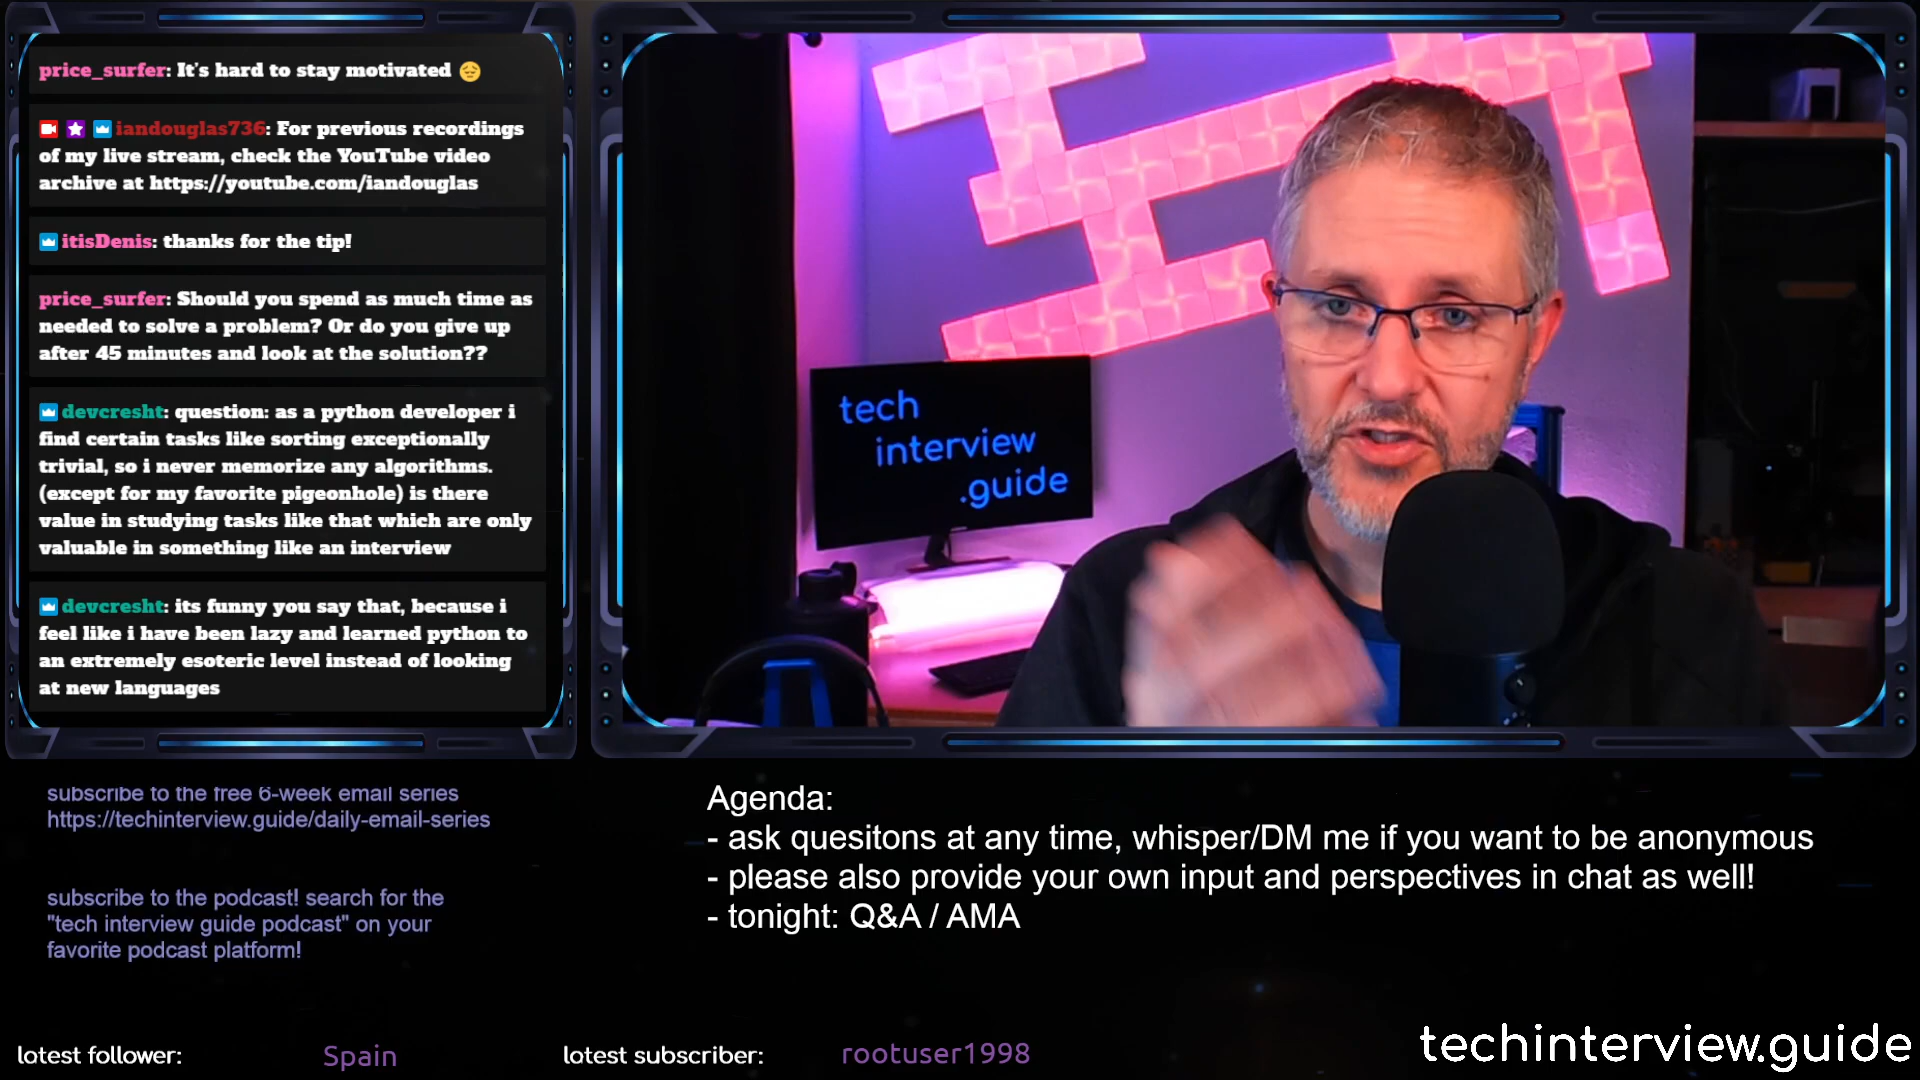 price_surfer: It's hard to stay motivated 😔
iandouglas736: For previous recordings
of my live stream, check the YouTube video
archive at https://youtube.com/iandouglas
itisDenis: thanks for the tip!
price_surfer: Should you spend as much time as
needed to solve a problem? Or do you give up
after 45 minutes and look at the solution??
devcresht: question: as a python developer i
find certain tasks like sorting exceptionally
trivial, so i never memorize any algorithms.
(except for my favorite pigeonhole) is there
value in studying tasks like that which are only
valuable in something like an interview
devcresht: its funny you say that, because i
feel like i have been lazy and learned python to
an extremely esoteric level instead of looking
at new languages
tech
interview
.guide
subscribe to the free 6-week email series
https://techinterview.guide/daily-email-series
subscribe to the podcast! search for the
"tech interview guide podcast" on your
favorite podcast platform!
Agenda:
- ask quesitons at any time, whisper/DM me if you want to be anonymous
- please also provide your own input and perspectives in chat as well!
- tonight: Q&A / AMA
latest follower: Spain
latest subscriber: rootuser1998
techinterview.guide